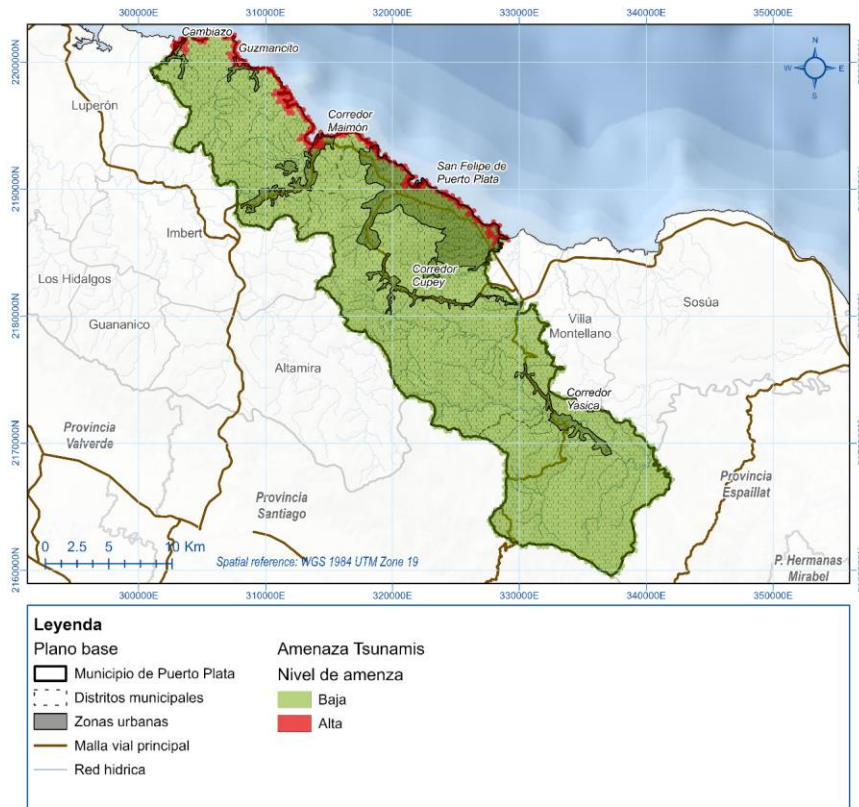 300000E 310000E 320000E 330000E 340000E 350000E
Cambiazo
Guzmancito
N
W E
S
2200000N
2200000N
Luperón
Corredor
Maimón
San Felipe de
Puerto Plata
2190000N
2190000N
Imbert
Los Hidalgos
Corredor
Cupey
Sosúa
Guananico
Villa
Montellano
2180000N
2180000N
Altamira
Corredor
Yasica
Provincia
Valverde
2170000N
Provincia
Santiago
Provincia
Espaillat
0 2.5 5 10 Km
Spatial reference: WGS 1984 UTM Zone 19
P. Hermanas
Mirabel
2160000N
300000E 310000E 320000E 330000E 340000E 350000E
Leyenda
Plano base
Municipio de Puerto Plata
Distritos municipales
Zonas urbanas
Malla vial principal
Red hidrica
Amenaza Tsunamis
Nivel de amenza
Baja
Alta